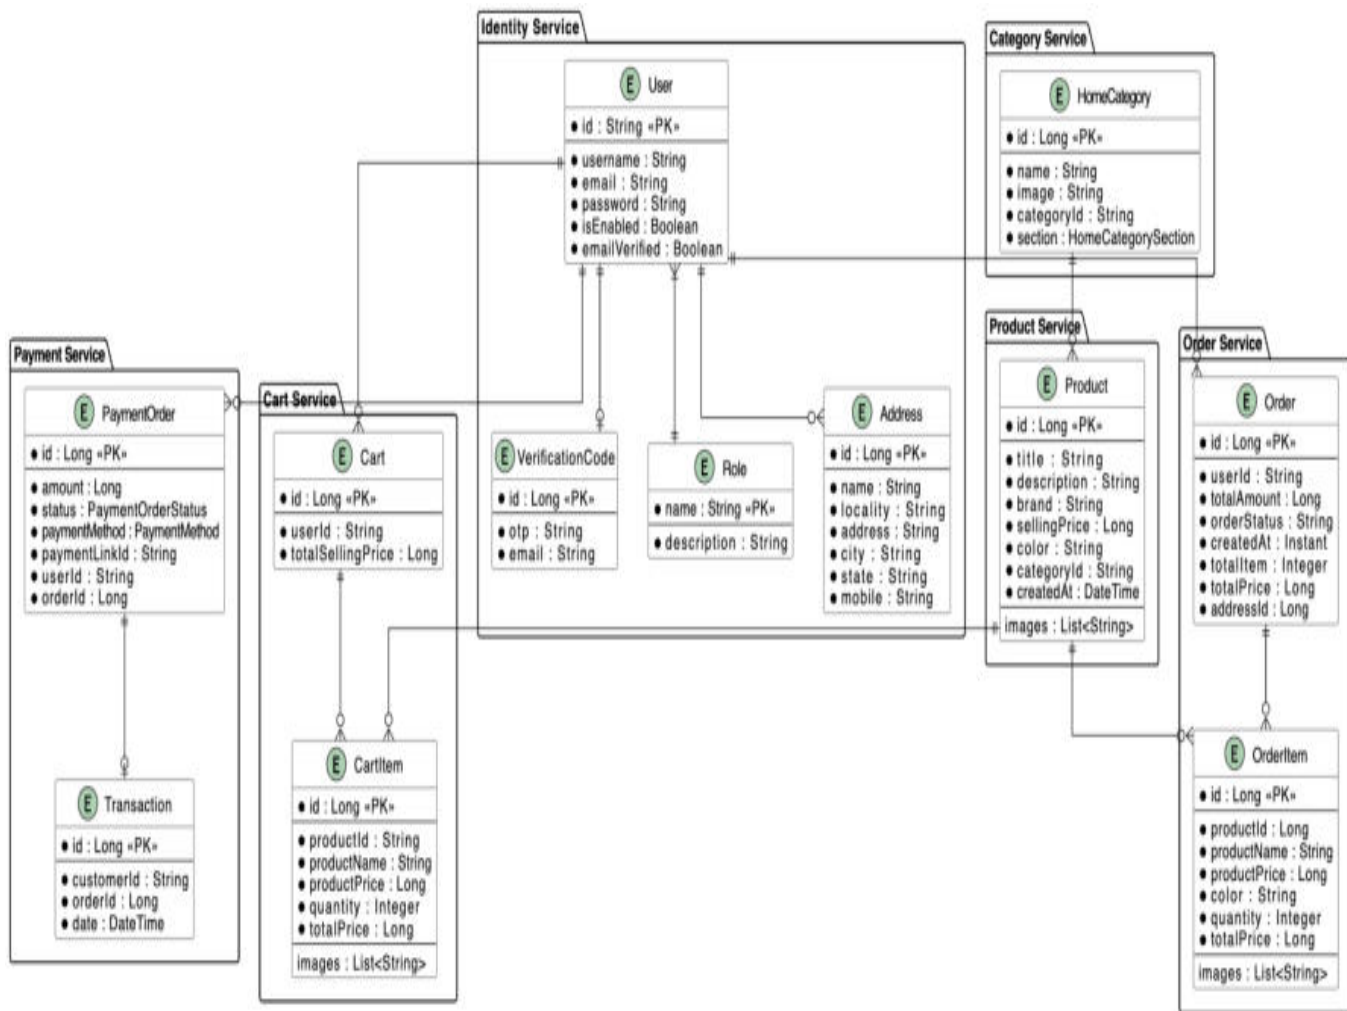 Identity Service
E User
id : String «PK»
username : String
email : String
password : String
isEnabled : Boolean
emailVerified : Boolean
Category Service
E HomeCategory
id : Long «PK»
name : String
image : String
categoryId : String
section : HomeCategorySection
Payment Service
E PaymentOrder
id : Long «PK»
amount : Long
status : PaymentOrderStatus
paymentMethod : PaymentMethod
paymentLinkId : String
userId : String
orderId : Long
E Transaction
id : Long «PK»
customerId : String
orderId : Long
date : DateTime
Cart Service
E Cart
id : Long «PK»
userId : String
totalSellingPrice : Long
E CartItem
id : Long «PK»
productId : String
productName : String
productPrice : Long
quantity : Integer
totalPrice : Long
images : List<String>
E VerificationCode
id : Long «PK»
otp : String
email : String
E Role
name : String «PK»
description : String
E Address
id : Long «PK»
name : String
locality : String
address : String
city : String
state : String
mobile : String
Product Service
E Product
id : Long «PK»
title : String
description : String
brand : String
sellingPrice : Long
color : String
categoryId : String
createdAt : DateTime
images : List<String>
Order Service
E Order
id : Long «PK»
userId : String
totalAmount : Long
orderStatus : String
createdAt : Instant
totalItem : Integer
totalPrice : Long
addressId : Long
E OrderItem
id : Long «PK»
productId : Long
productName : String
productPrice : Long
color : String
quantity : Integer
totalPrice : Long
images : List<String>